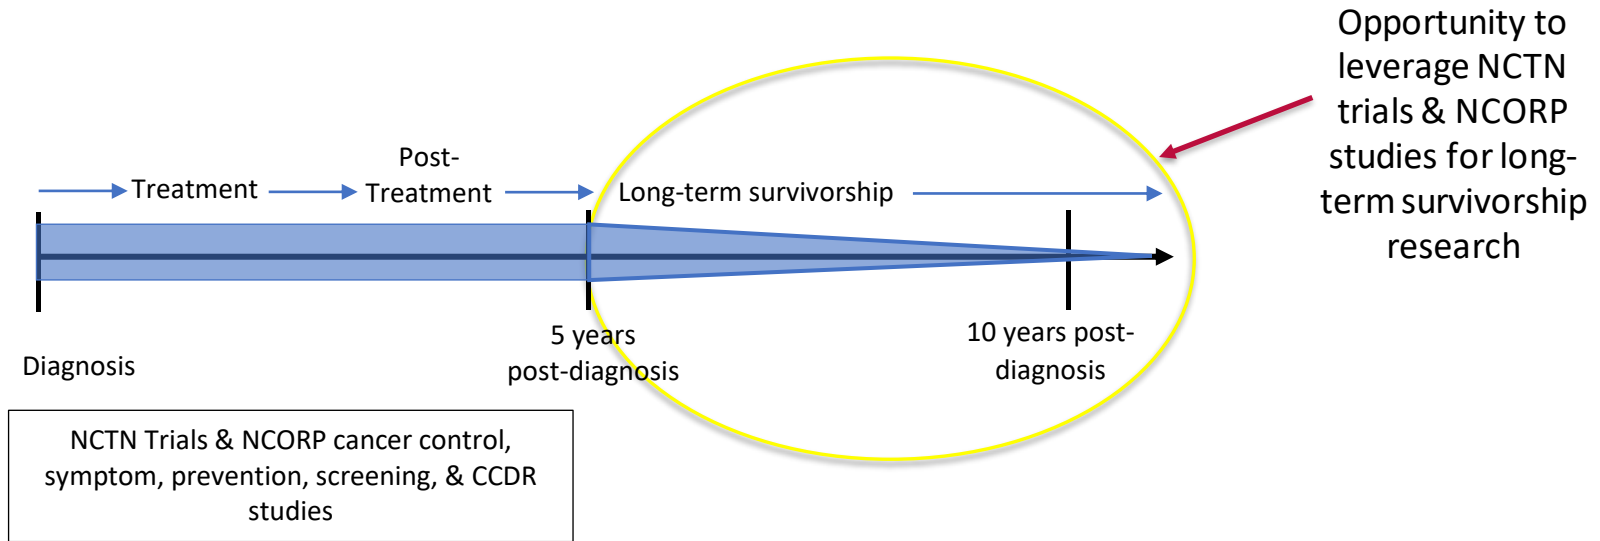 Opportunity to
leverage NCTN
trials & NCORP
studies for long-
term survivorship
research
Treatment
Post-
Treatment
Long-term survivorship
Diagnosis
5 years
post-diagnosis
10 years post-
diagnosis
NCTN Trials & NCORP cancer control,
symptom, prevention, screening, & CCDR
studies